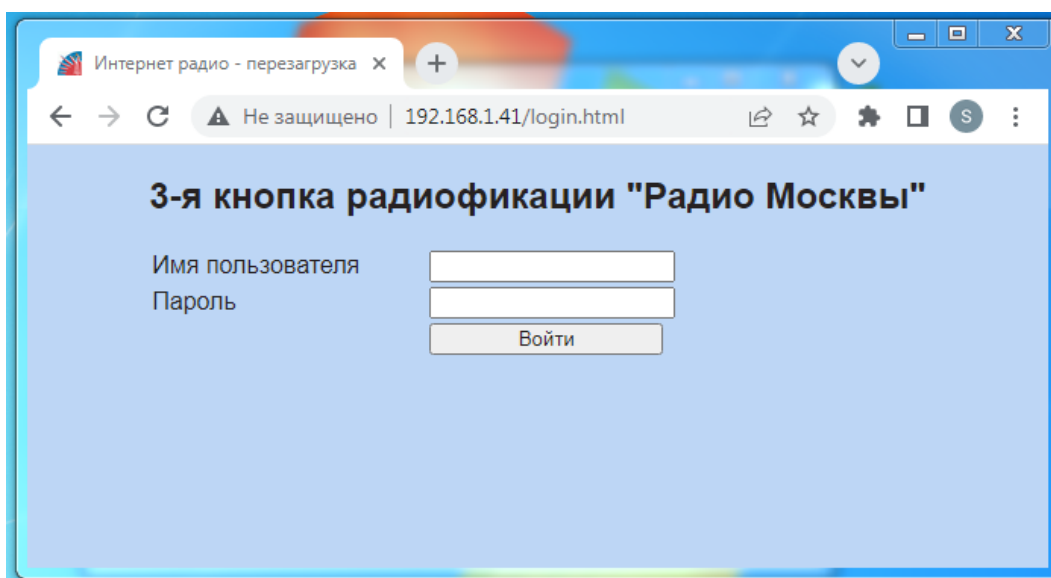 Интернет радио - перезагрузка
Не защищено | 192.168.1.41/login.html
S
3-я кнопка радиофикации "Радио Москвы"
Имя пользователя
Пароль
Войти